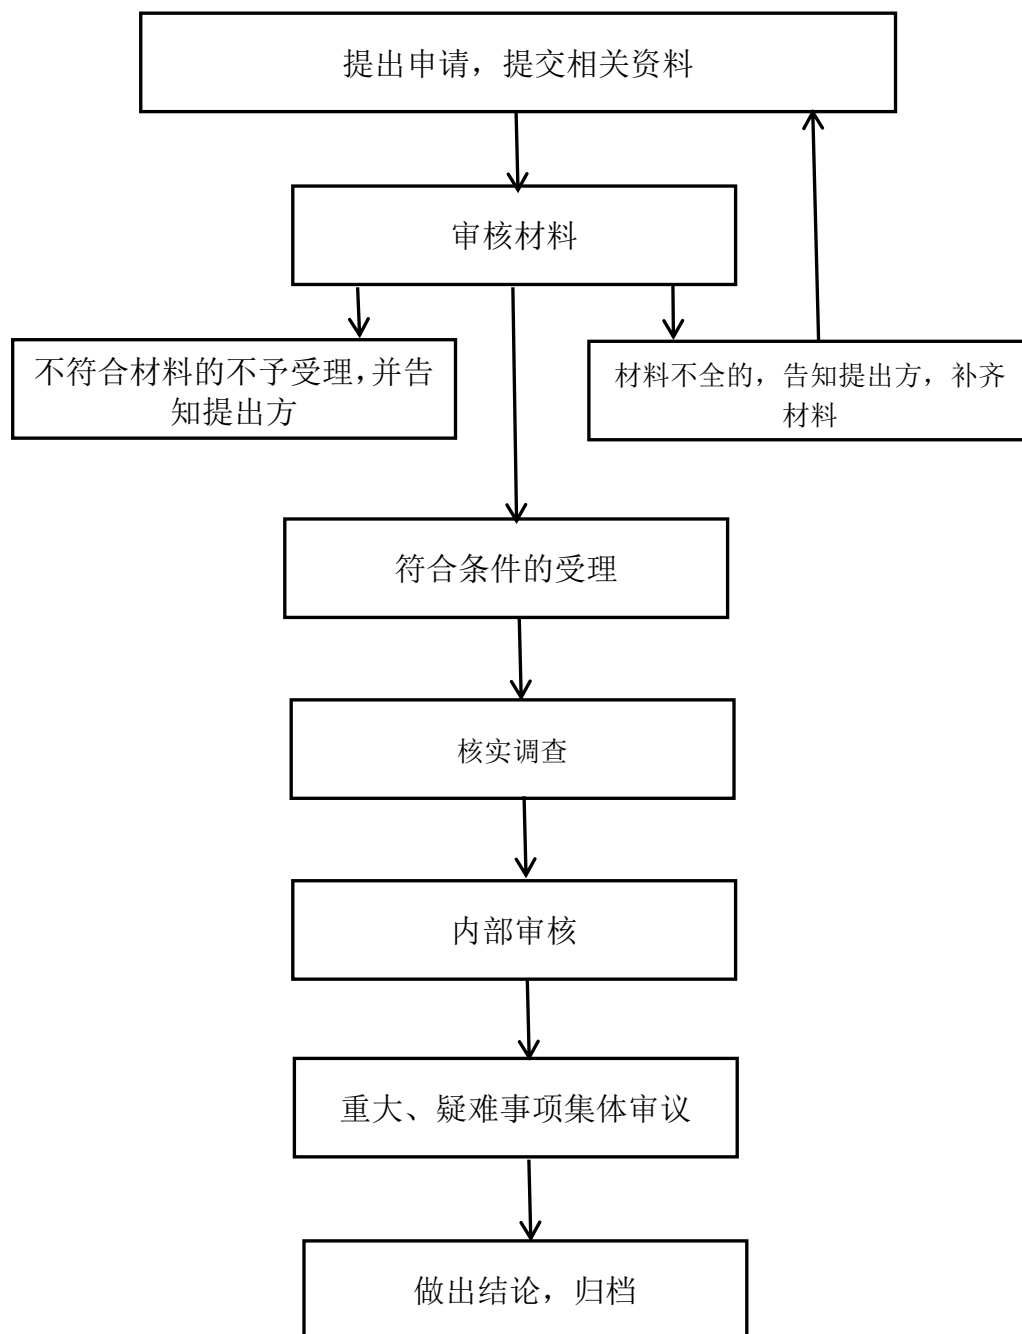 提出申请，提交相关资料
审核材料
不符合材料的不予受理，并告
知提出方
材料不全的，告知提出方，补齐
材料
符合条件的受理
核实调查
内部审核
重大、疑难事项集体审议
做出结论，归档